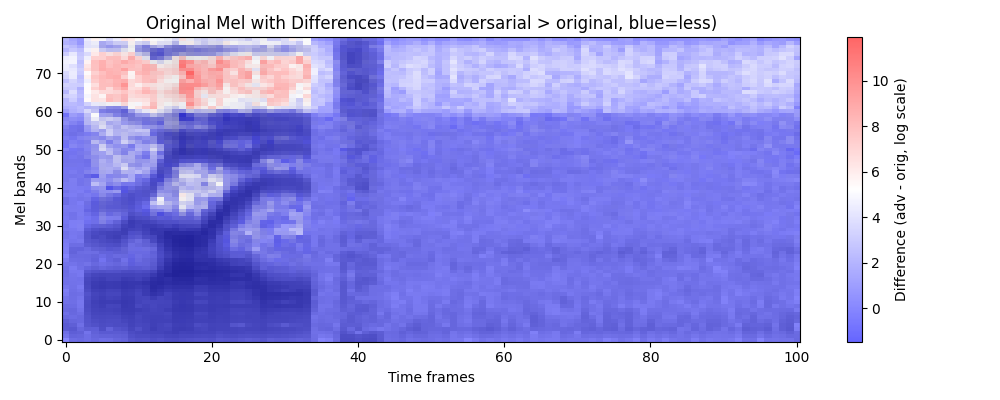 Original Mel with Differences (red=adversarial > original, blue=less)
Mel bands
70
60
50
40
30
20
10
0
0 20 40 60 80 100
Time frames
10
8
6
4
2
0
Difference (adv - orig, log scale)